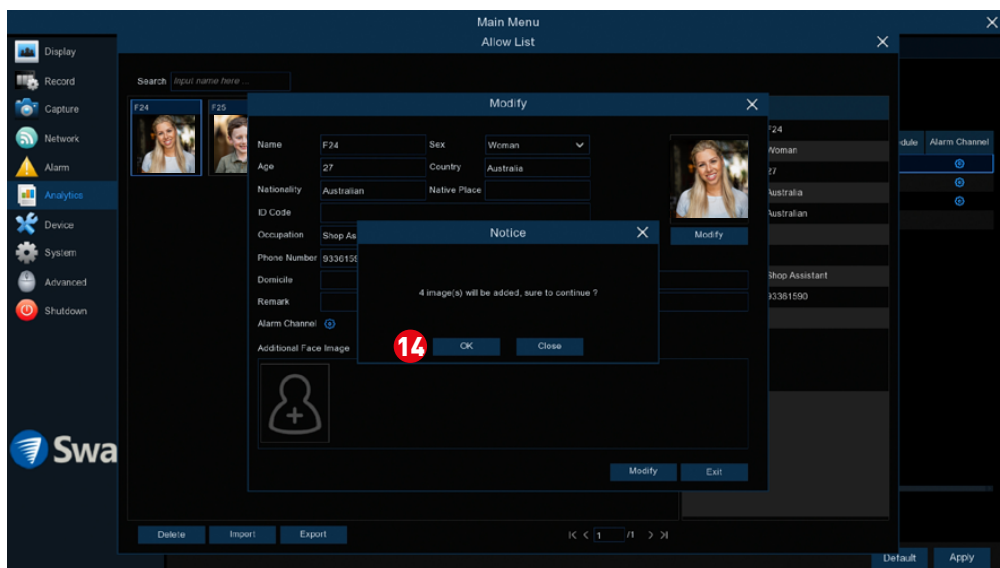 Main Menu
Allow List
Display
Record
Capture
Network
Alarm
Analytics
Device
System
Advanced
Shutdown
Search Input name here ...
F24 F25
Modify
Name F24 Sex Woman
Age 27 Country Australia
Nationality Australian Native Place
ID Code
Occupation Shop As
Phone Number 9336159
Domicile
Remark
Alarm Channel
Additional Face Image
Modify
Notice
4 image(s) will be added, sure to continue ?
14 OK Close
Modify Exit
F24
Woman
27
Australia
Australian
Shop Assistant
93361590
dule Alarm Channel
Swa
Delete Import Export
1 /1
Default Apply